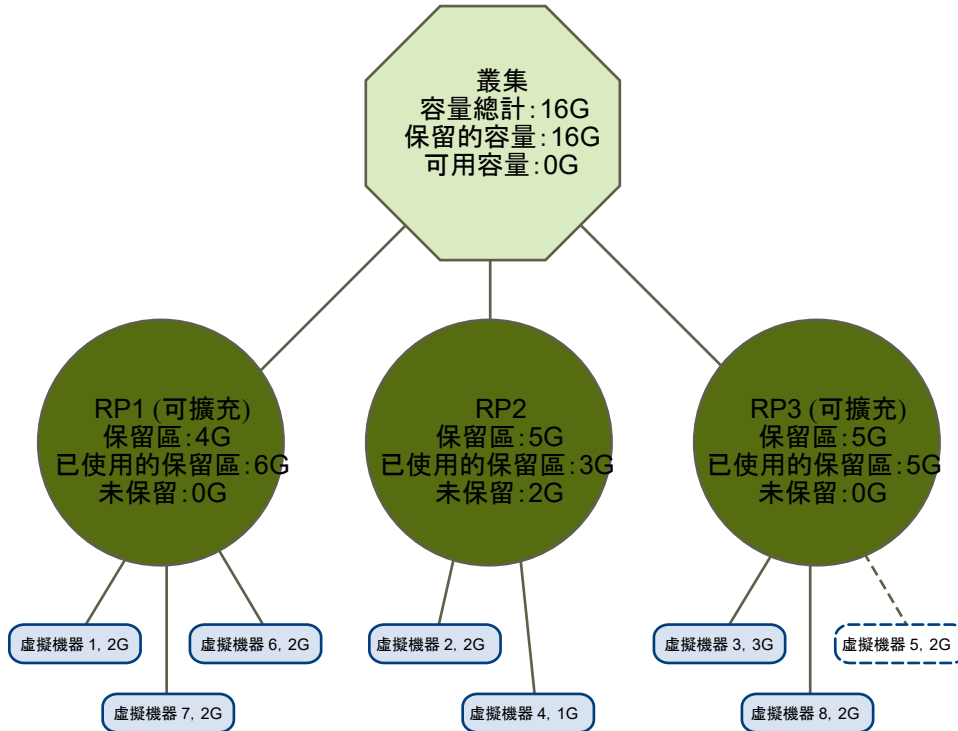 叢集
容量總計:16G
保留的容量:16G
可用容量:0G
RP1 (可擴充)
保留區:4G
已使用的保留區:6G
未保留:0G
RP2
保留區:5G
已使用的保留區:3G
未保留:2G
RP3 (可擴充)
保留區:5G
已使用的保留區:5G
未保留:0G
虛擬機器 1, 2G
虛擬機器 6, 2G
虛擬機器 2, 2G
虛擬機器 3, 3G
虛擬機器 5, 2G
虛擬機器 7, 2G
虛擬機器 4, 1G
虛擬機器 8, 2G